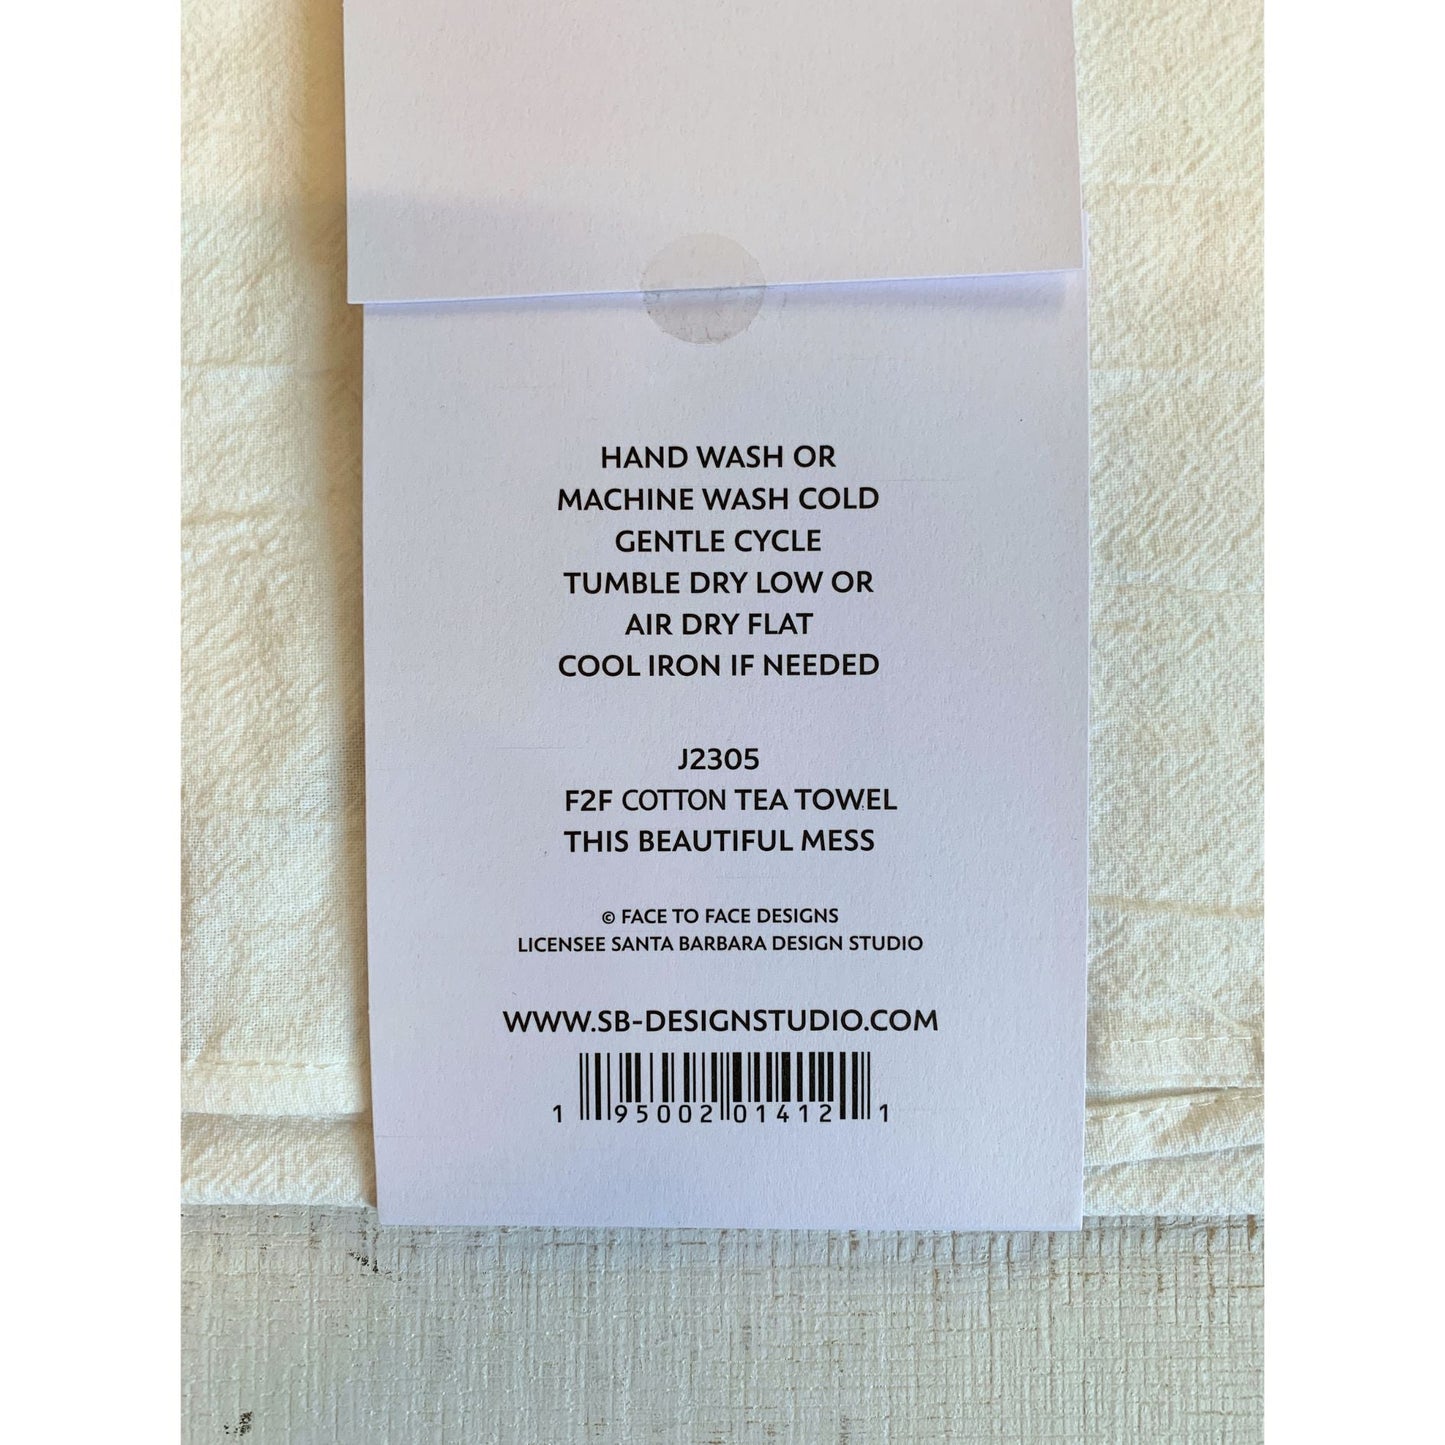 HAND WASH OR
MACHINE WASH COLD
GENTLE CYCLE
TUMBLE DRY LOW OR
AIR DRY FLAT
COOL IRON IF NEEDED
J2305
F2F COTTON TEA TOWEL
THIS BEAUTIFUL MESS
© FACE TO FACE DESIGNS
LICENSEE SANTA BARBARA DESIGN STUDIO
WWW.SB-DESIGNSTUDIO.COM
1 95002 01412 1